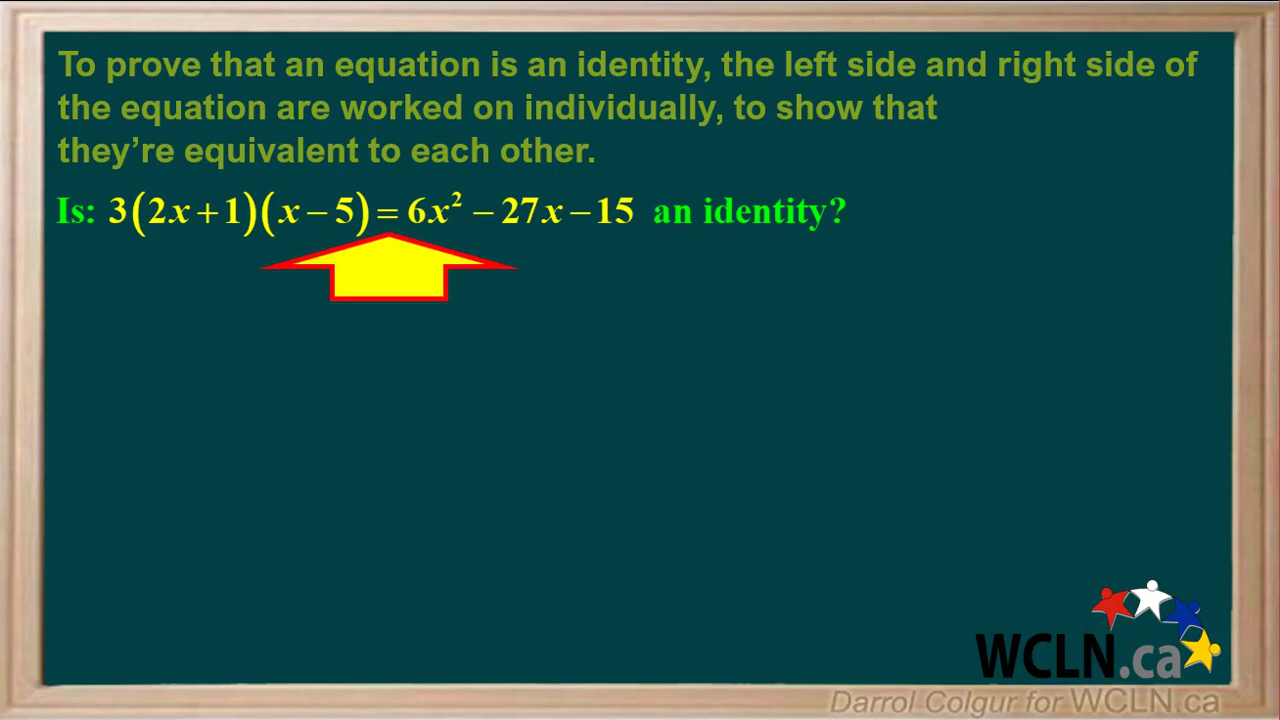 To prove that an equation is an identity, the left side and right side of
the equation are worked on individually, to show that
they’re equivalent to each other.
Is: 3(2x+1)(x−5)=6x²−27x−15 an identity?
WCLN.ca
Darrol Colgur for WCLN.ca